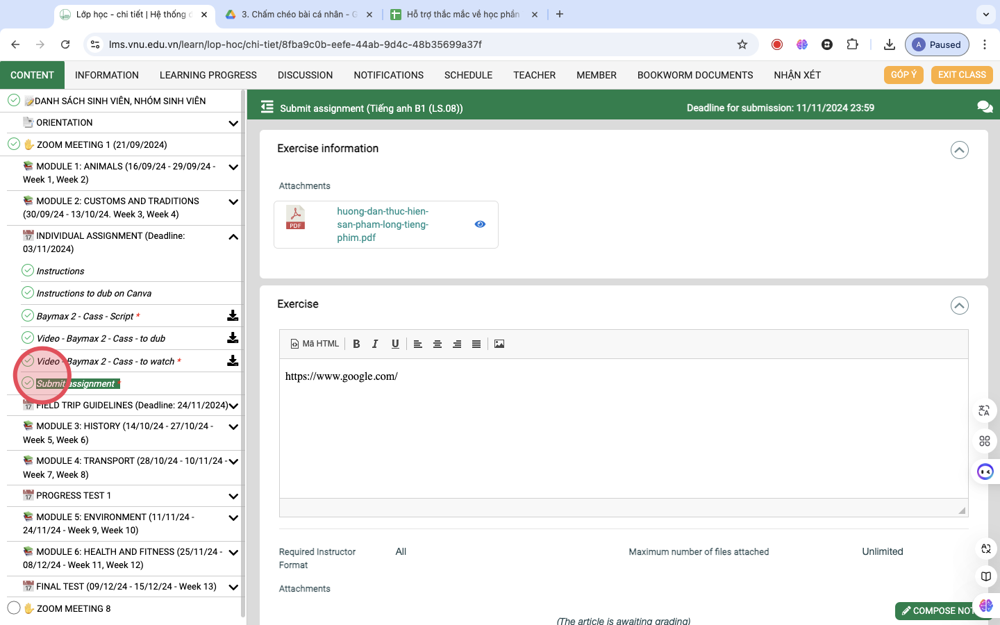 Lớp học - chi tiết | Hệ thống
3. Chấm chéo bài cá nhân - G
Hỗ trợ thắc mắc về học phần
lms.vnu.edu.vn/learn/lop-hoc/chi-tiet/8fba9c0b-eefe-44ab-9d4c-48b35699a37f
A Paused
CONTENT
INFORMATION
LEARNING PROGRESS
DISCUSSION
NOTIFICATIONS
SCHEDULE
TEACHER
MEMBER
BOOKWORM DOCUMENTS
NHẬN XÉT
GÓP Ý
EXIT CLASS
DANH SÁCH SINH VIÊN, NHÓM SINH VIÊN
ORIENTATION
ZOOM MEETING 1 (21/09/2024)
MODULE 1: ANIMALS (16/09/24 - 29/09/24 -
Week 1, Week 2)
MODULE 2: CUSTOMS AND TRADITIONS
(30/09/24 - 13/10/24. Week 3, Week 4)
INDIVIDUAL ASSIGNMENT (Deadline:
03/11/2024)
Instructions
Instructions to dub on Canva
Baymax 2 - Cass - Script *
Video - Baymax 2 - Cass - to dub
Video - Baymax 2 - Cass - to watch *
Submit assignment *
FIELD TRIP GUIDELINES (Deadline: 24/11/2024)
MODULE 3: HISTORY (14/10/24 - 27/10/24 -
Week 5, Week 6)
MODULE 4: TRANSPORT (28/10/24 - 10/11/24 -
Week 7, Week 8)
PROGRESS TEST 1
MODULE 5: ENVIRONMENT (11/11/24 -
24/11/24 - Week 9, Week 10)
MODULE 6: HEALTH AND FITNESS (25/11/24 -
08/12/24 - Week 11, Week 12)
FINAL TEST (09/12/24 - 15/12/24 - Week 13)
ZOOM MEETING 8
Submit assignment (Tiếng anh B1 (LS.08))
Deadline for submission: 11/11/2024 23:59
Exercise information
Attachments
PDF
huong-dan-thuc-hien-
san-pham-long-tieng-
phim.pdf
Exercise
Mã HTML B I U
https://www.google.com/
Required Instructor
Format
All
Maximum number of files attached
Unlimited
Attachments
(The article is awaiting grading)
COMPOSE NOT